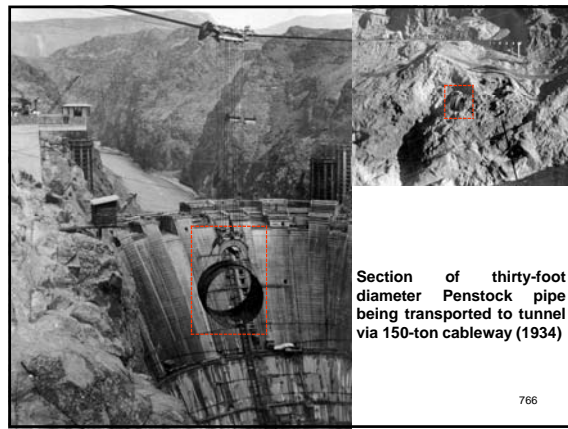 Section of thirty-foot
diameter Penstock pipe
being transported to tunnel
via 150-ton cableway (1934)
766